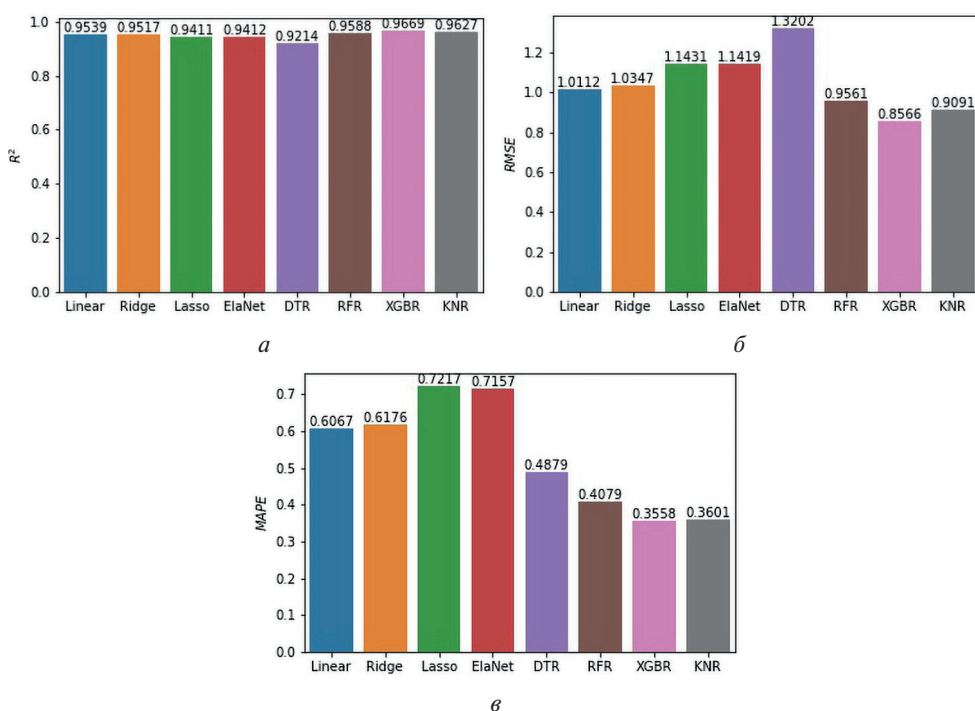 R²
1.0
0.8
0.6
0.4
0.2
0.0
0.9539 0.9517 0.9411 0.9412 0.9214 0.9588 0.9669 0.9627
Linear Ridge Lasso ElaNet DTR RFR XGBR KNR
а
RMSE
1.2
1.0
0.8
0.6
0.4
0.2
0.0
1.0112 1.0347 1.1431 1.1419 1.3202 0.9561 0.8566 0.9091
Linear Ridge Lasso ElaNet DTR RFR XGBR KNR
б
MAPE
0.7
0.6
0.5
0.4
0.3
0.2
0.1
0.0
0.6067 0.6176 0.7217 0.7157 0.4879 0.4079 0.3558 0.3601
Linear Ridge Lasso ElaNet DTR RFR XGBR KNR
в